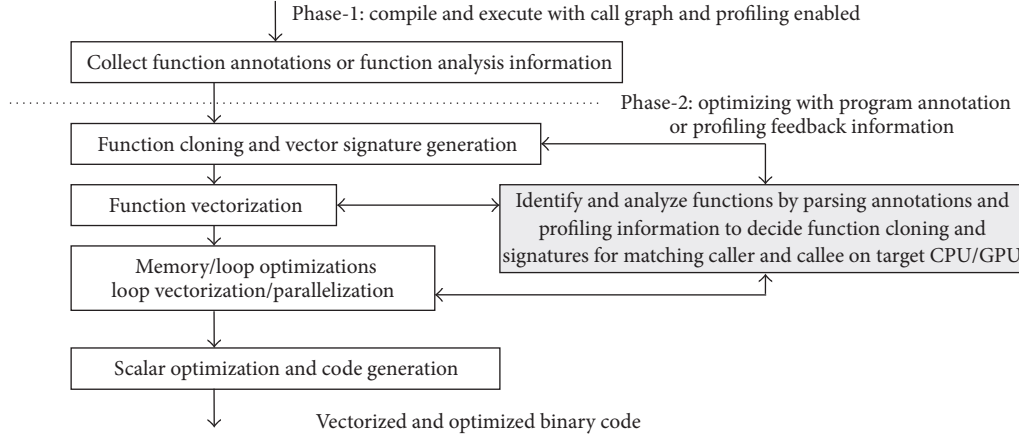 Phase-1: compile and execute with call graph and profiling enabled
Collect function annotations or function analysis information
Phase-2: optimizing with program annotation
or profiling feedback information
Function cloning and vector signature generation
Function vectorization
Identify and analyze functions by parsing annotations and
profiling information to decide function cloning and
signatures for matching caller and callee on target CPU/GPU
Memory/loop optimizations
loop vectorization/parallelization
Scalar optimization and code generation
Vectorized and optimized binary code